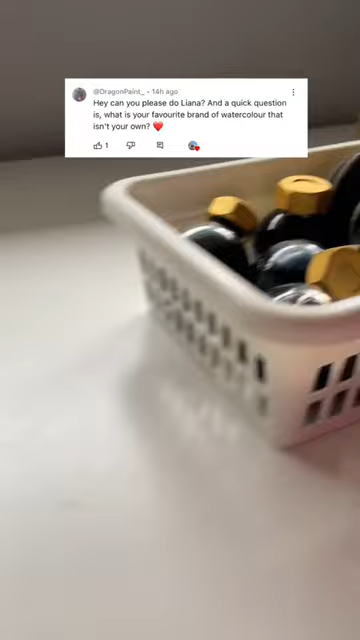 @DragonPaint_ • 14h ago
Hey can you please do Liana? And a quick question
is, what is your favourite brand of watercolour that
isn't your own? ❤️
1